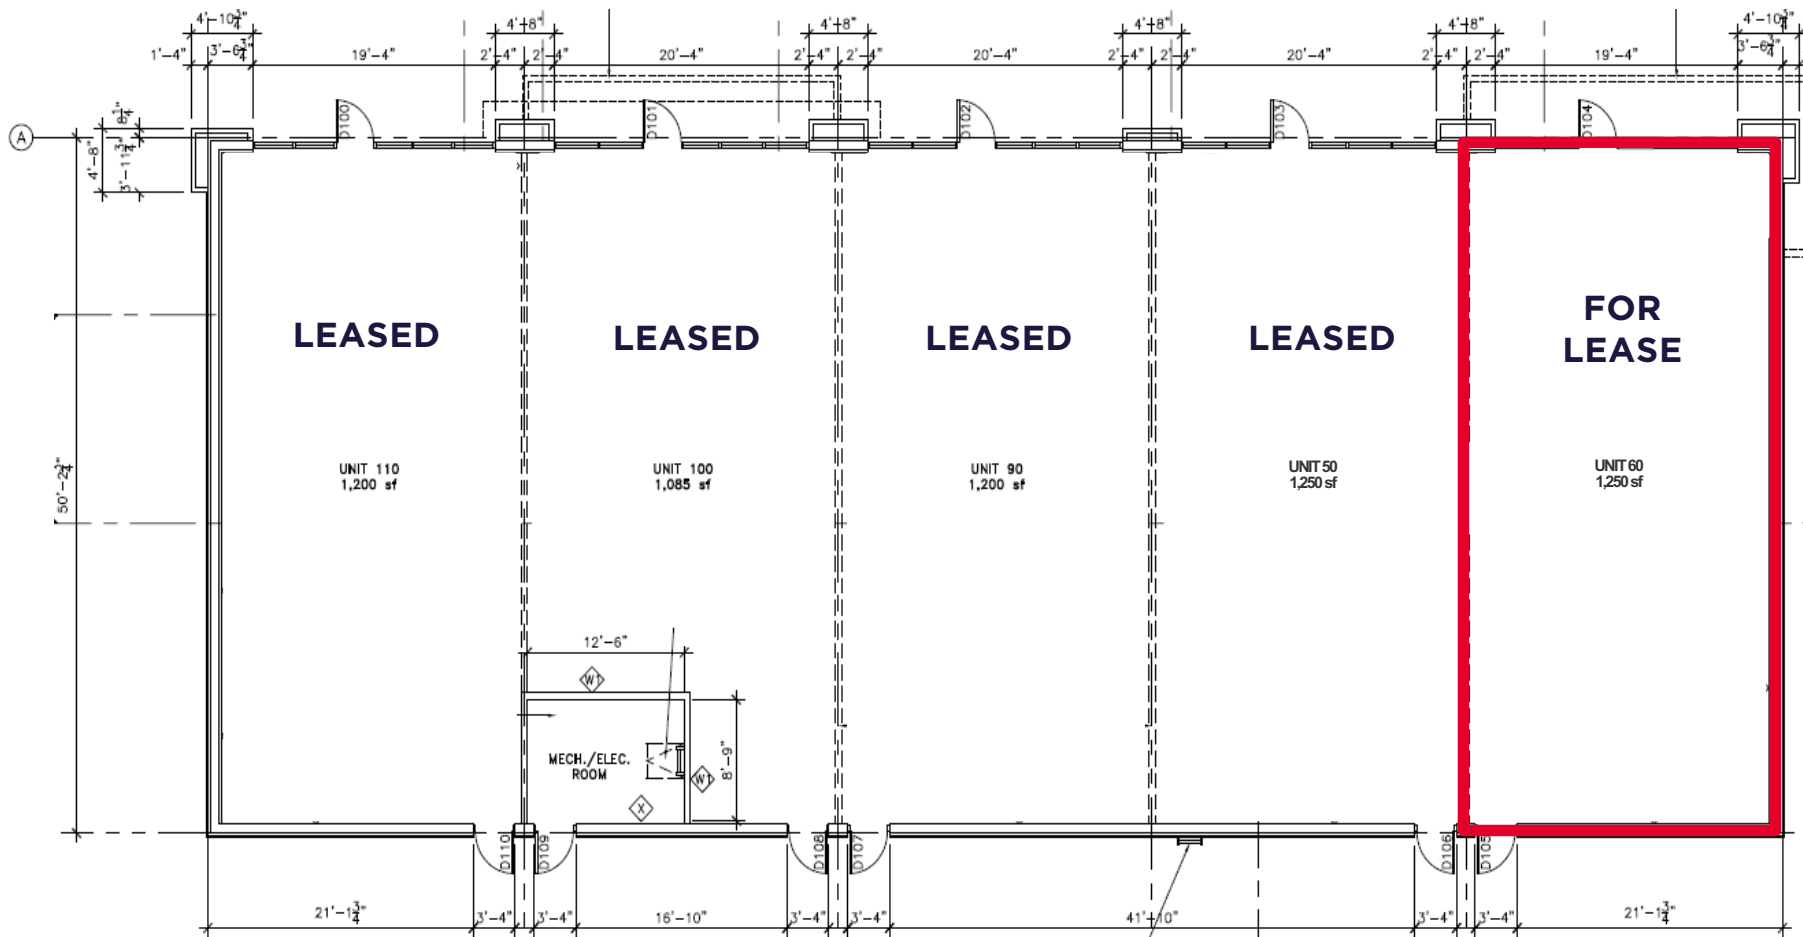 4'-10¾" 4'-8" 4'-8" 4'-8" 4'-8" 4'-10¾"
1'-4" 3'-6¾" 19'-4" 2'-4" 2'-4" 20'-4" 2'-4" 2'-4" 20'-4" 2'-4" 2'-4" 20'-4" 2'-4" 2'-4" 19'-4" 3'-6¾"
D100 D101 D102 D103 D104
A
8¼"
4'-8"
3'-11¾"
LEASED
LEASED
LEASED
LEASED
FOR
LEASE
50'-2¾"
UNIT 110
1,200 sf
UNIT 100
1,085 sf
UNIT 90
1,200 sf
UNIT 50
1,250 sf
UNIT 60
1,250 sf
12'-6"
W1
MECH./ELEC.
ROOM
W1
8'-9"
X
D110 D109 D108 D107 D106 D105
21'-1¾" 3'-4" 3'-4" 16'-10" 3'-4" 3'-4" 41'-10" 3'-4" 3'-4" 21'-1¾"